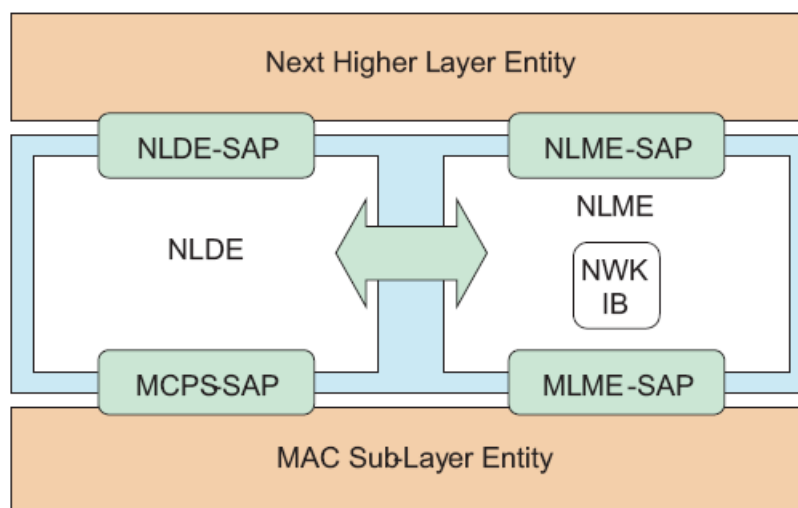 Next Higher Layer Entity
NLDE-SAP
NLME-SAP
NLME
NLDE
NWK
IB
MCPS-SAP
MLME-SAP
MAC Sub-Layer Entity